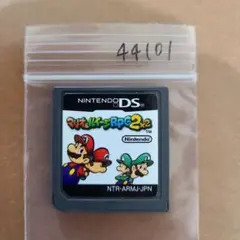 44101
NINTENDO DS
マリオ&ルイージRPG2×2
TM
Nintendo
NTR-ARMJ-JPN